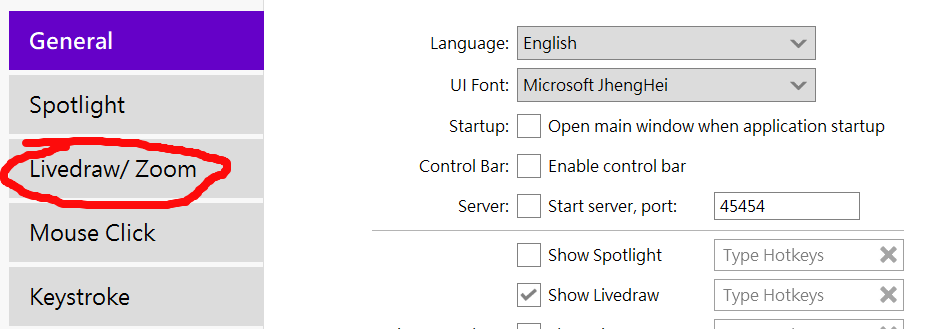 General
Spotlight
Livedraw/ Zoom
Mouse Click
Keystroke
Language: English
UI Font: Microsoft JhengHei
Startup: Open main window when application startup
Control Bar: Enable control bar
Server: Start server, port: 45454
Show Spotlight Type Hotkeys
Show Livedraw Type Hotkeys